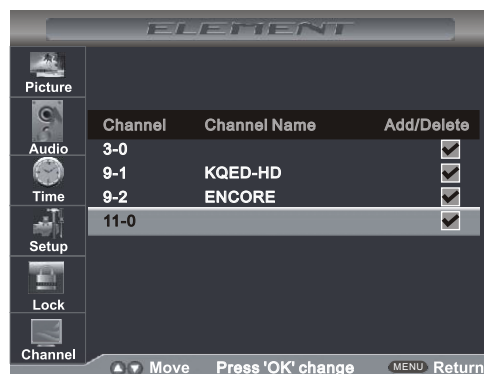 ELEMENT
Picture
Audio
Time
Setup
Lock
Channel
Channel Channel Name Add/Delete
3-0
9-1 KQED-HD
9-2 ENCORE
11-0
Move Press 'OK' change MENU Return